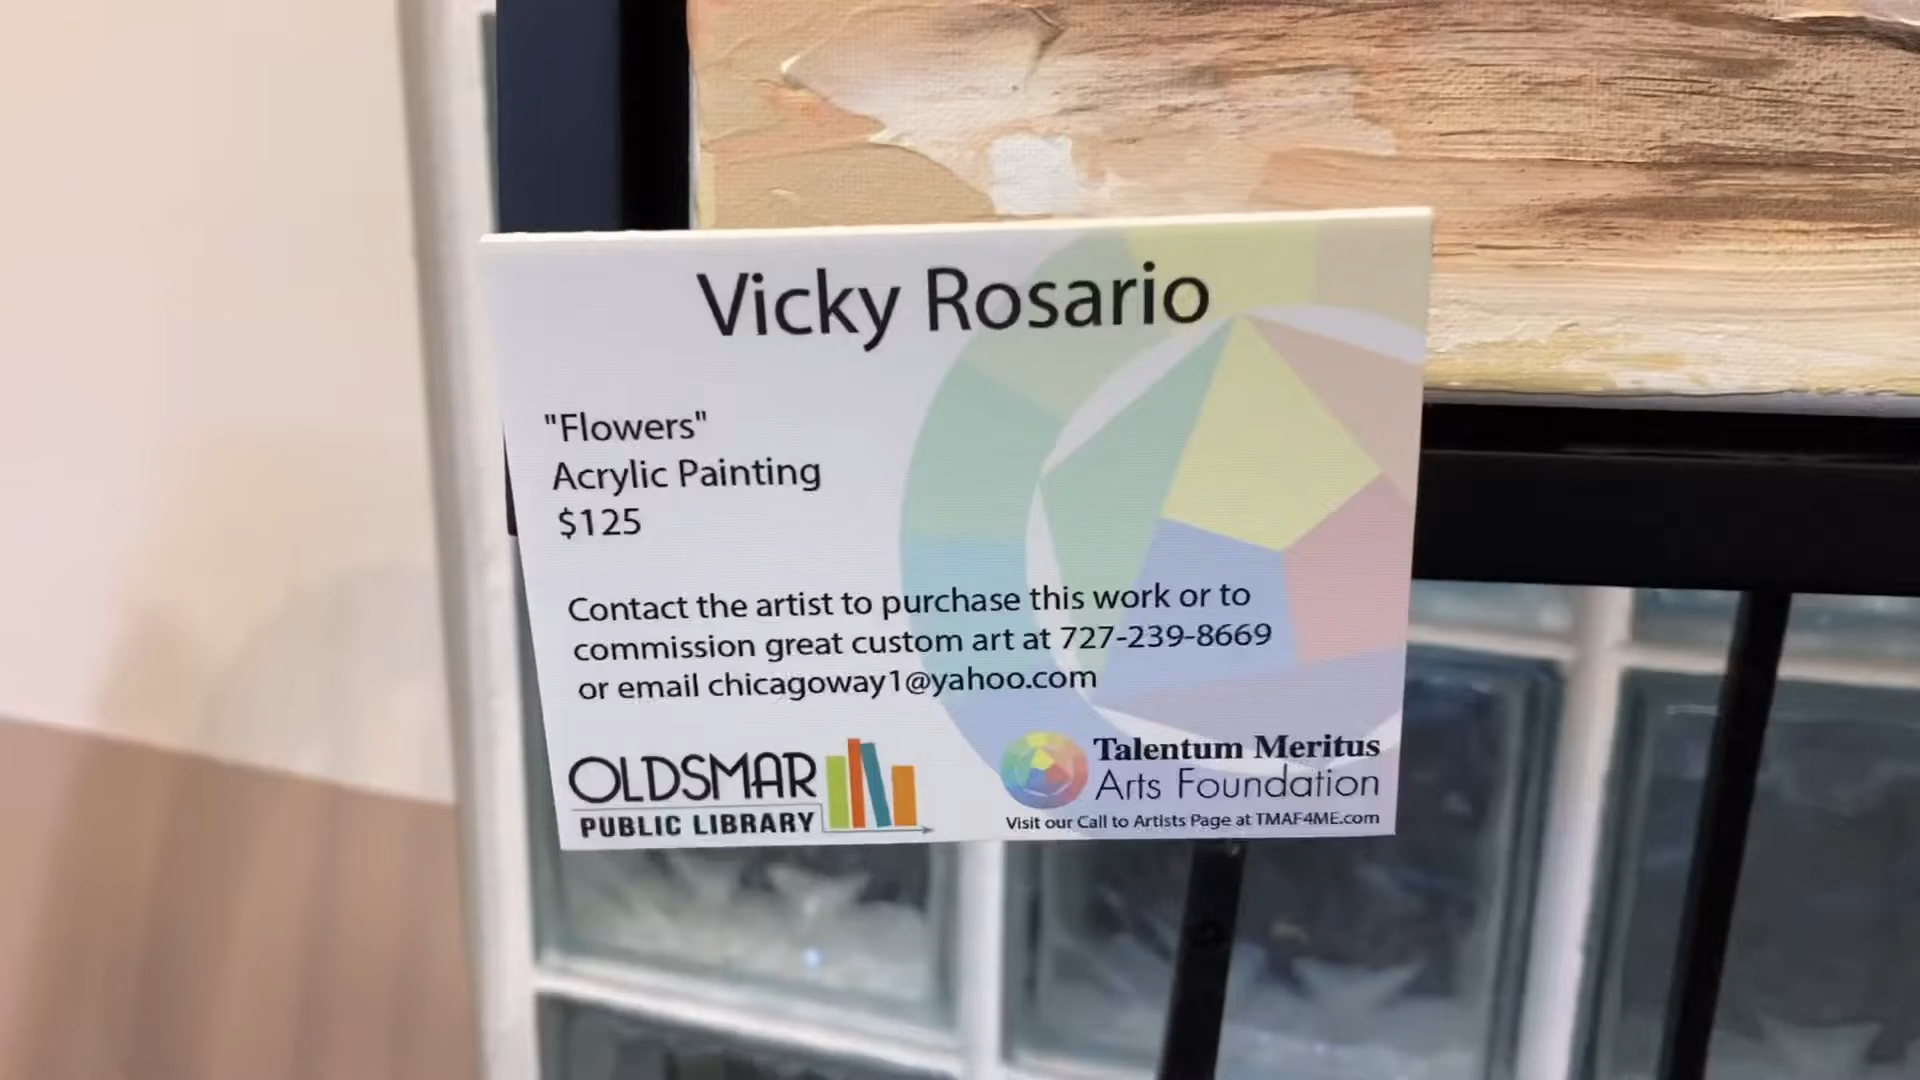 Vicky Rosario
"Flowers"
Acrylic Painting
$125
Contact the artist to purchase this work or to
commission great custom art at 727-239-8669
or email chicagoway1@yahoo.com
OLDSMAR
PUBLIC LIBRARY
Talentum Meritus
Arts Foundation
Visit our Call to Artists Page at TMAF4ME.com